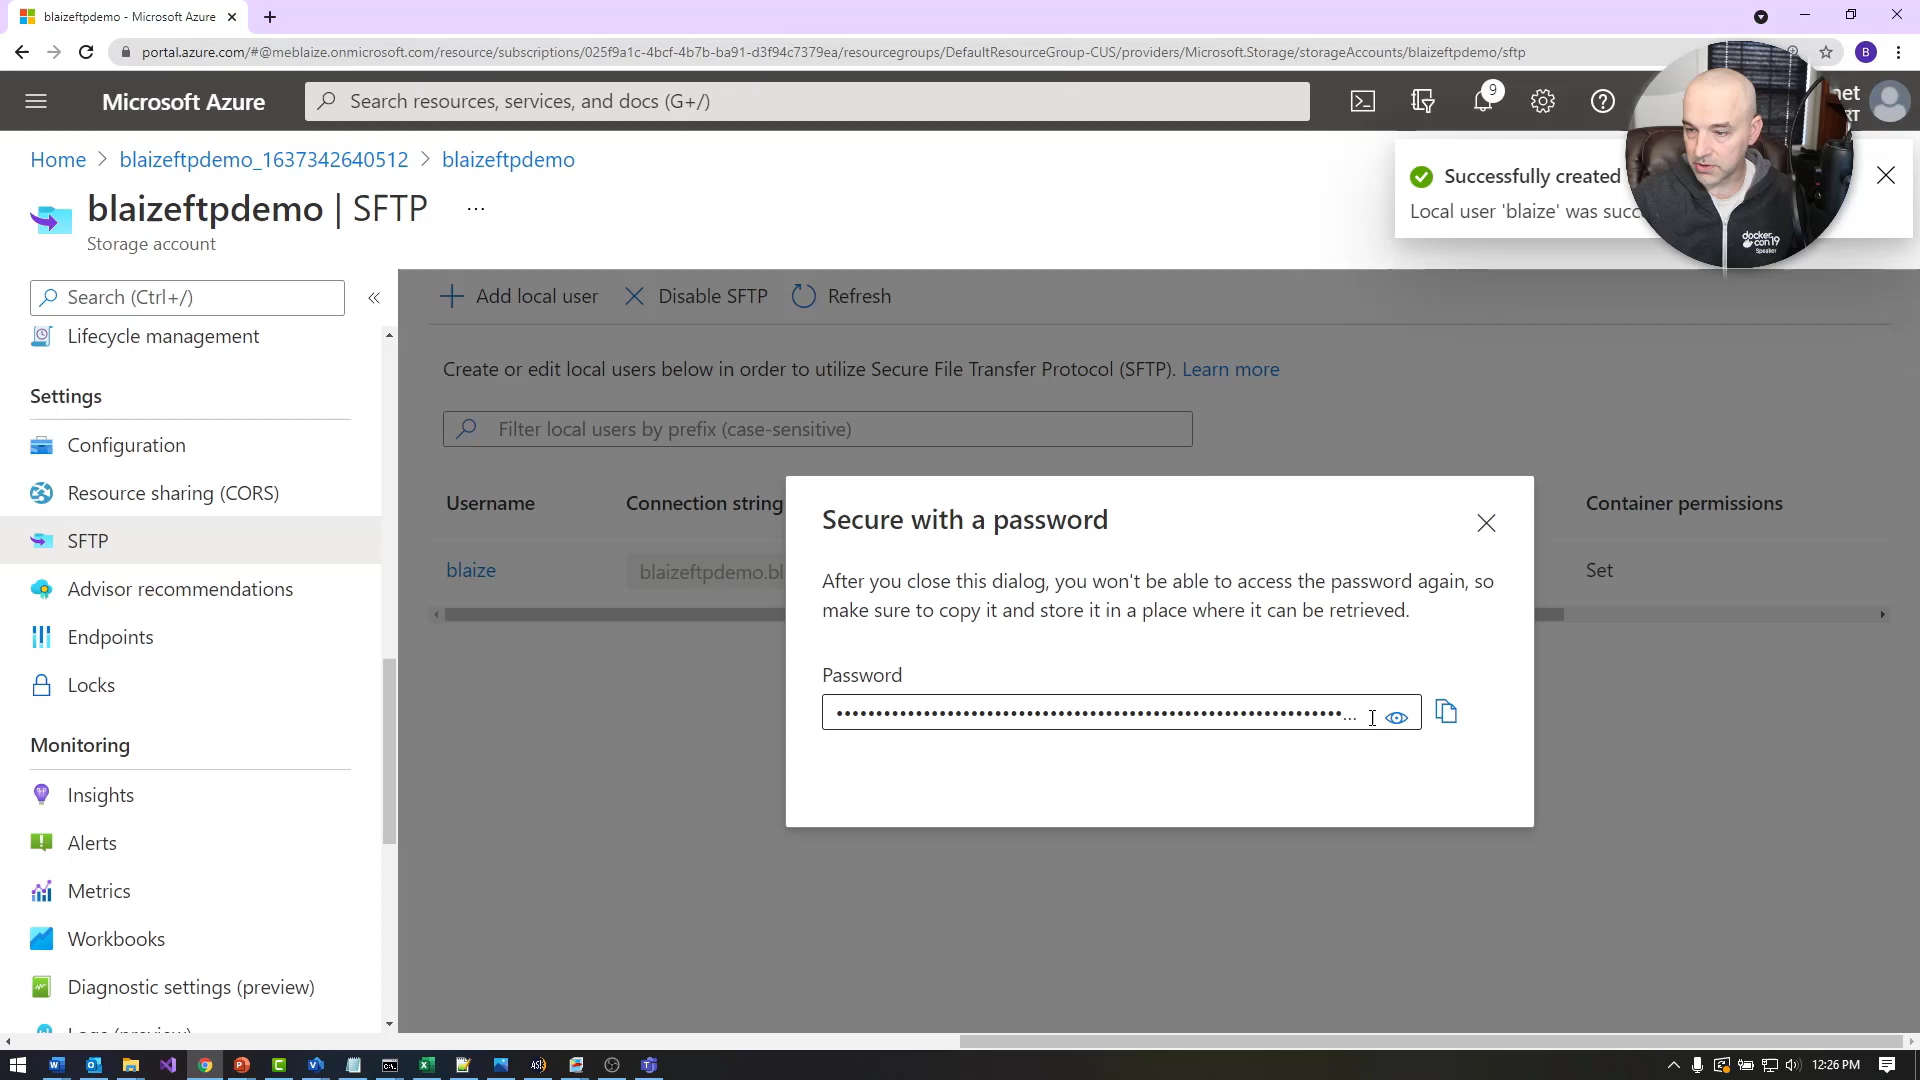 blaizeftpdemo - Microsoft Azure
portal.azure.com/#@meblaize.onmicrosoft.com/resource/subscriptions/025f9a1c-4bcf-4b7b-ba91-d3f94c7379ea/resourcegroups/DefaultResourceGroup-CUS/providers/Microsoft.Storage/storageAccounts/blaizeftpdemo/sftp
B
Microsoft Azure
Search resources, services, and docs (G+/)
9
Home > blaizeftpdemo_1637342640512 > blaizeftpdemo
blaizeftpdemo | SFTP ...
Storage account
Successfully created
Local user 'blaize' was
docker
con 19
Speaker
Search (Ctrl+/)
«
Lifecycle management
Settings
Configuration
Resource sharing (CORS)
SFTP
Advisor recommendations
Endpoints
Locks
Monitoring
Insights
Alerts
Metrics
Workbooks
Diagnostic settings (preview)
Logs (preview)
Add local user
Disable SFTP
Refresh
Create or edit local users below in order to utilize Secure File Transfer Protocol (SFTP). Learn more
Filter local users by prefix (case-sensitive)
Username
Connection string
Container permissions
blaize
blaizeftpdemo.bl
Set
Secure with a password
After you close this dialog, you won't be able to access the password again, so
make sure to copy it and store it in a place where it can be retrieved.
Password
12:26 PM